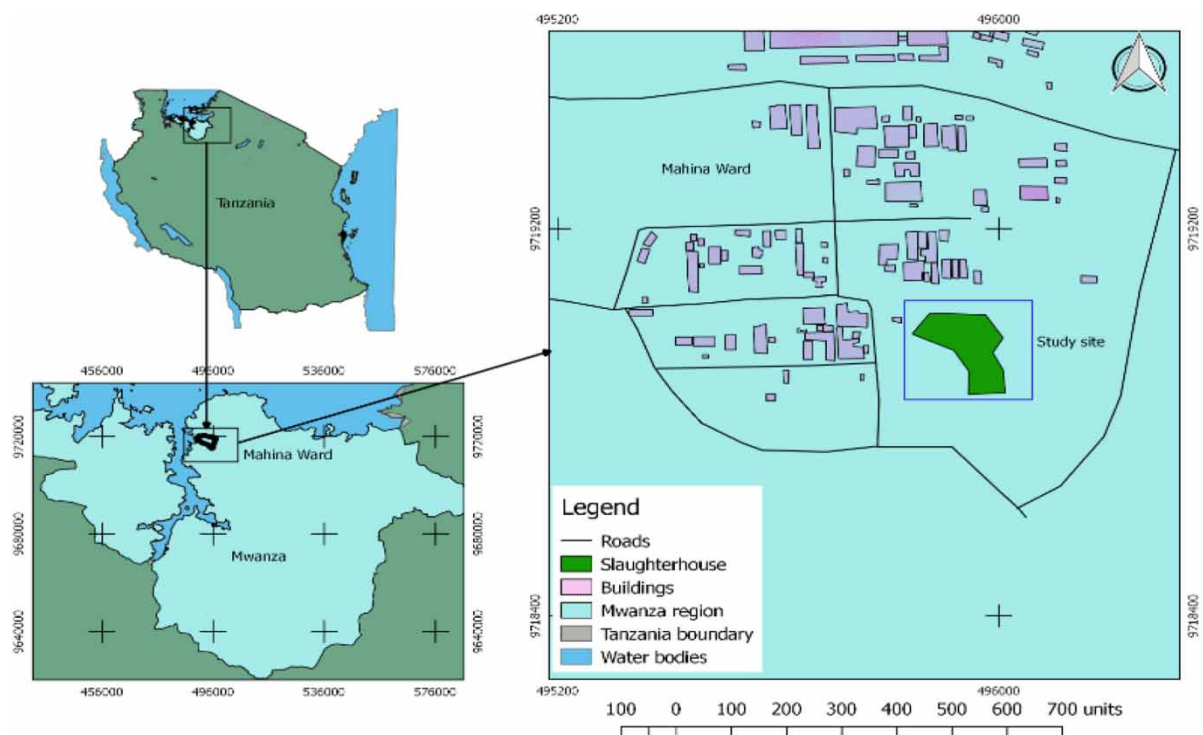 Tanzania
456000 495000 536000 576000
9720000
9770000
Mahina Ward
9680000
9680000
Mwanza
9640000
9640000
456000 496000 536000 576000
495200 496000
Mahina Ward
9719200
9719200
Study site
9718400
9718400
Legend
Roads
Slaughterhouse
Buildings
Mwanza region
Tanzania boundary
Water bodies
495200 496000
100 0 100 200 300 400 500 600 700 units